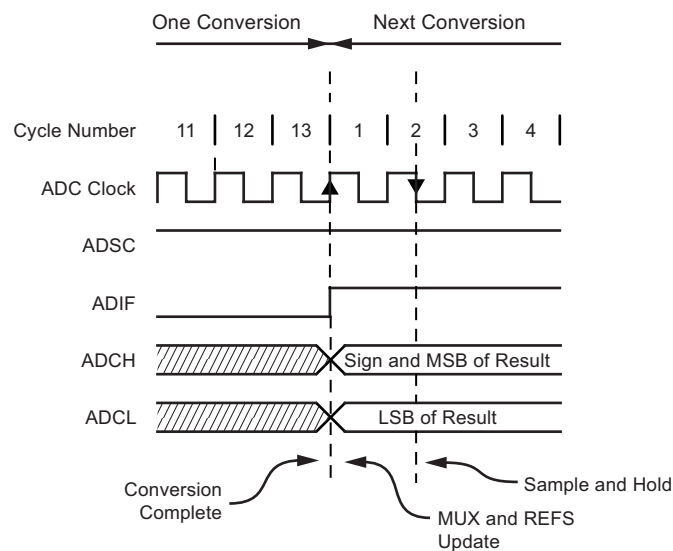 One Conversion Next Conversion
Cycle Number 11 12 13 1 2 3 4
ADC Clock
ADSC
ADIF
ADCH Sign and MSB of Result
ADCL LSB of Result
Conversion
Complete
Sample and Hold
MUX and REFS
Update